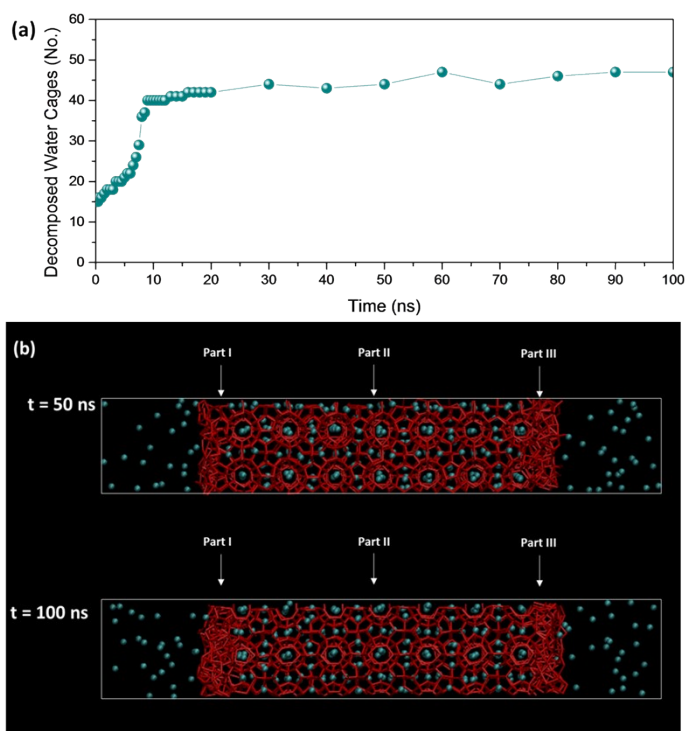 (a)
Decomposed Water Cages (No.)
60
50
40
30
20
10
0
0 10 20 30 40 50 60 70 80 90 100
Time (ns)
(b)
Part I Part II Part III
t = 50 ns
Part I Part II Part III
t = 100 ns